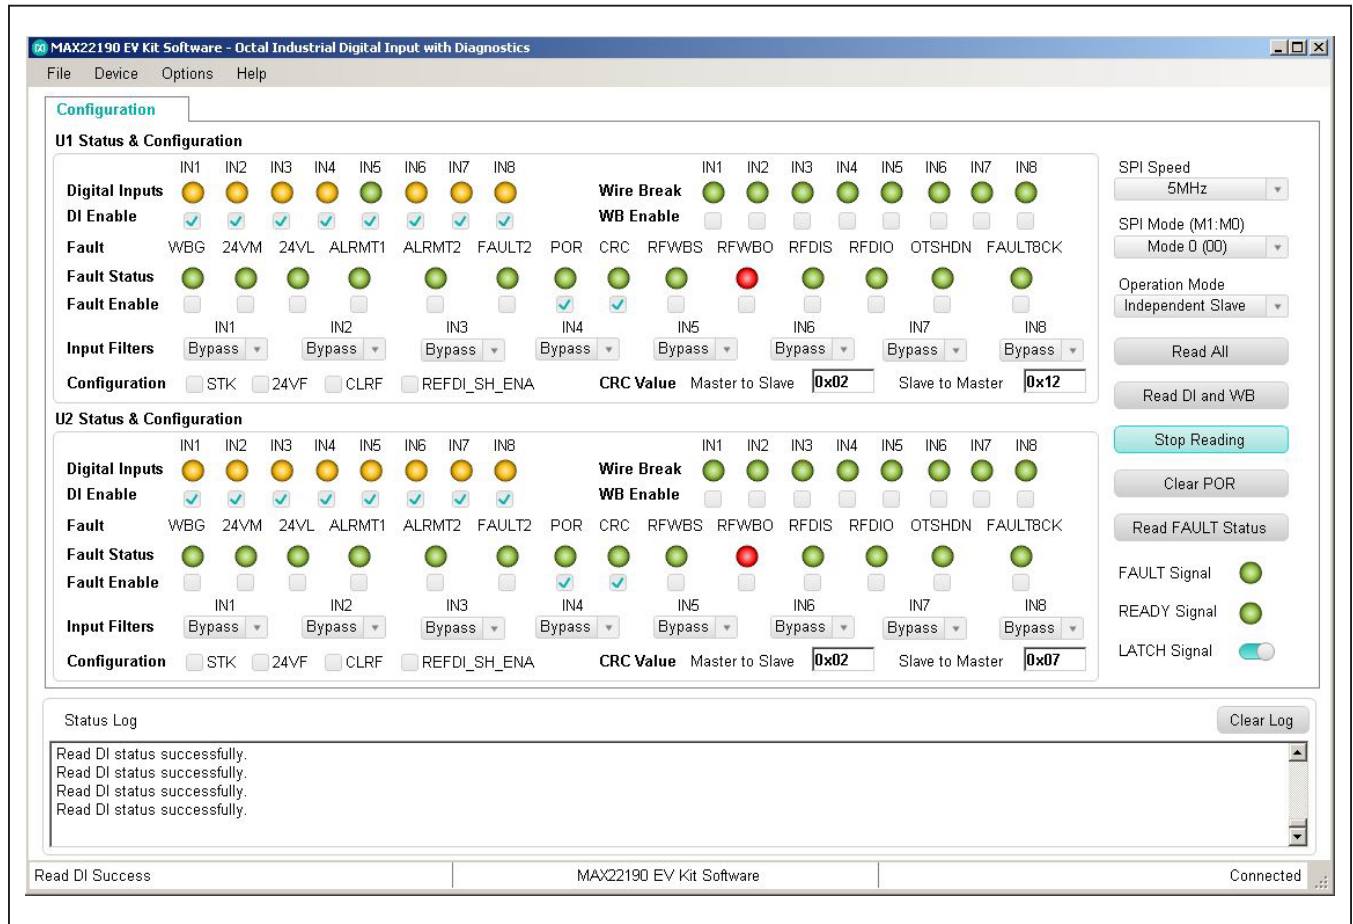 MAX22190 EV Kit Software - Octal Industrial Digital Input with Diagnostics
File Device Options Help
Configuration
U1 Status & Configuration
IN1 IN2 IN3 IN4 IN5 IN6 IN7 IN8 IN1 IN2 IN3 IN4 IN5 IN6 IN7 IN8
Digital Inputs Wire Break
DI Enable WB Enable
Fault WBG 24VM 24VL ALRMT1 ALRMT2 FAULT2 POR CRC RFWBS RFWBO RFDIS RFDIO OTSHDN FAULT8CK
Fault Status
Fault Enable
IN1 IN2 IN3 IN4 IN5 IN6 IN7 IN8
Input Filters Bypass Bypass Bypass Bypass Bypass Bypass Bypass Bypass
Configuration STK 24VF CLRF REFDI_SH_ENA CRC Value Master to Slave 0x02 Slave to Master 0x12
U2 Status & Configuration
IN1 IN2 IN3 IN4 IN5 IN6 IN7 IN8 IN1 IN2 IN3 IN4 IN5 IN6 IN7 IN8
Digital Inputs Wire Break
DI Enable WB Enable
Fault WBG 24VM 24VL ALRMT1 ALRMT2 FAULT2 POR CRC RFWBS RFWBO RFDIS RFDIO OTSHDN FAULT8CK
Fault Status
Fault Enable
IN1 IN2 IN3 IN4 IN5 IN6 IN7 IN8
Input Filters Bypass Bypass Bypass Bypass Bypass Bypass Bypass Bypass
Configuration STK 24VF CLRF REFDI_SH_ENA CRC Value Master to Slave 0x02 Slave to Master 0x07
SPI Speed
5MHz
SPI Mode (M1:M0)
Mode 0 (00)
Operation Mode
Independent Slave
Read All
Read DI and WB
Stop Reading
Clear POR
Read FAULT Status
FAULT Signal
READY Signal
LATCH Signal
Status Log Clear Log
Read DI status successfully.
Read DI status successfully.
Read DI status successfully.
Read DI status successfully.
Read DI Success MAX22190 EV Kit Software Connected